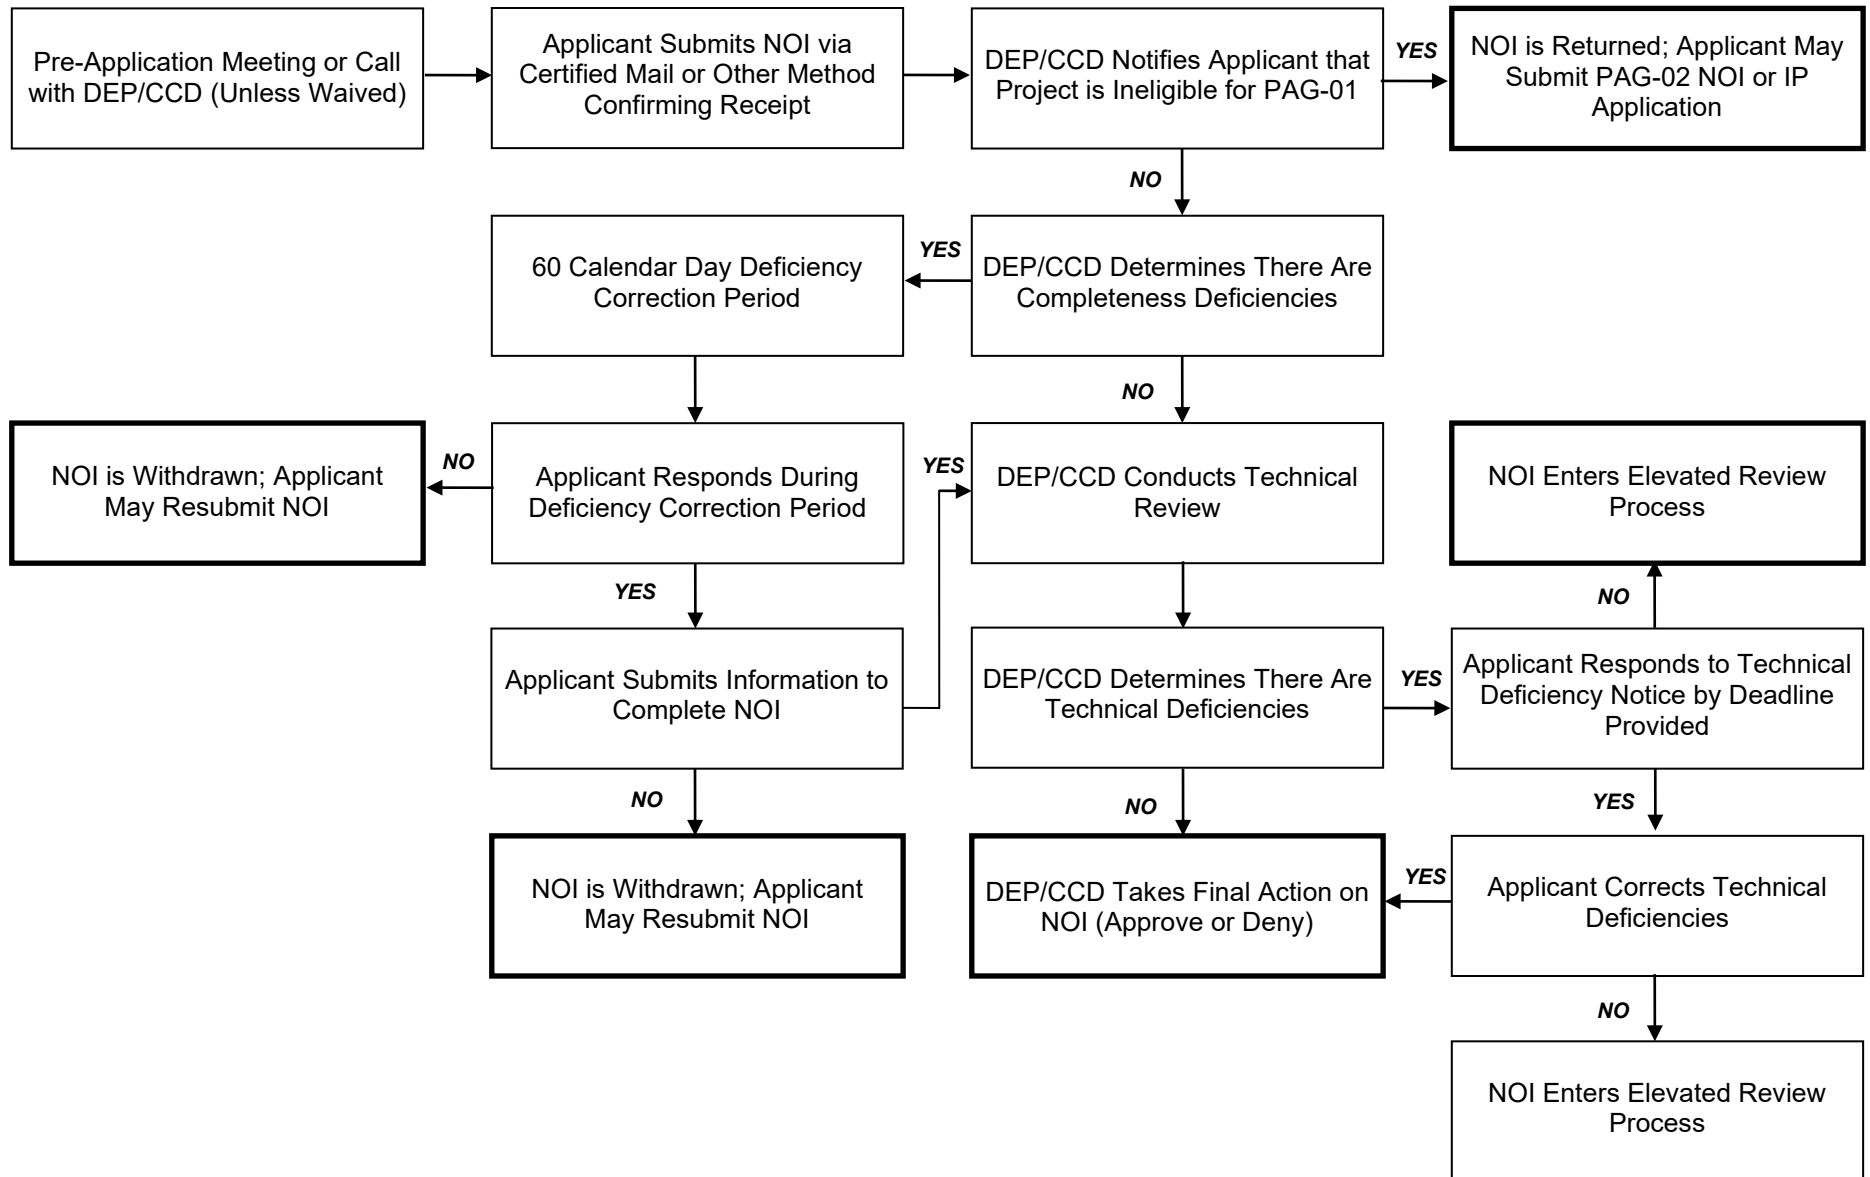 Pre-Application Meeting or Call
with DEP/CCD (Unless Waived)
Applicant Submits NOI via
Certified Mail or Other Method
Confirming Receipt
DEP/CCD Notifies Applicant that
Project is Ineligible for PAG-01
YES
NOI is Returned; Applicant May
Submit PAG-02 NOI or IP
Application
NO
60 Calendar Day Deficiency
Correction Period
YES
DEP/CCD Determines There Are
Completeness Deficiencies
NO
NOI is Withdrawn; Applicant
May Resubmit NOI
NO
Applicant Responds During
Deficiency Correction Period
YES
DEP/CCD Conducts Technical
Review
NOI Enters Elevated Review
Process
YES
NO
Applicant Submits Information to
Complete NOI
DEP/CCD Determines There Are
Technical Deficiencies
YES
Applicant Responds to Technical
Deficiency Notice by Deadline
Provided
NO
NO
YES
NOI is Withdrawn; Applicant
May Resubmit NOI
DEP/CCD Takes Final Action on
NOI (Approve or Deny)
YES
Applicant Corrects Technical
Deficiencies
NO
NOI Enters Elevated Review
Process